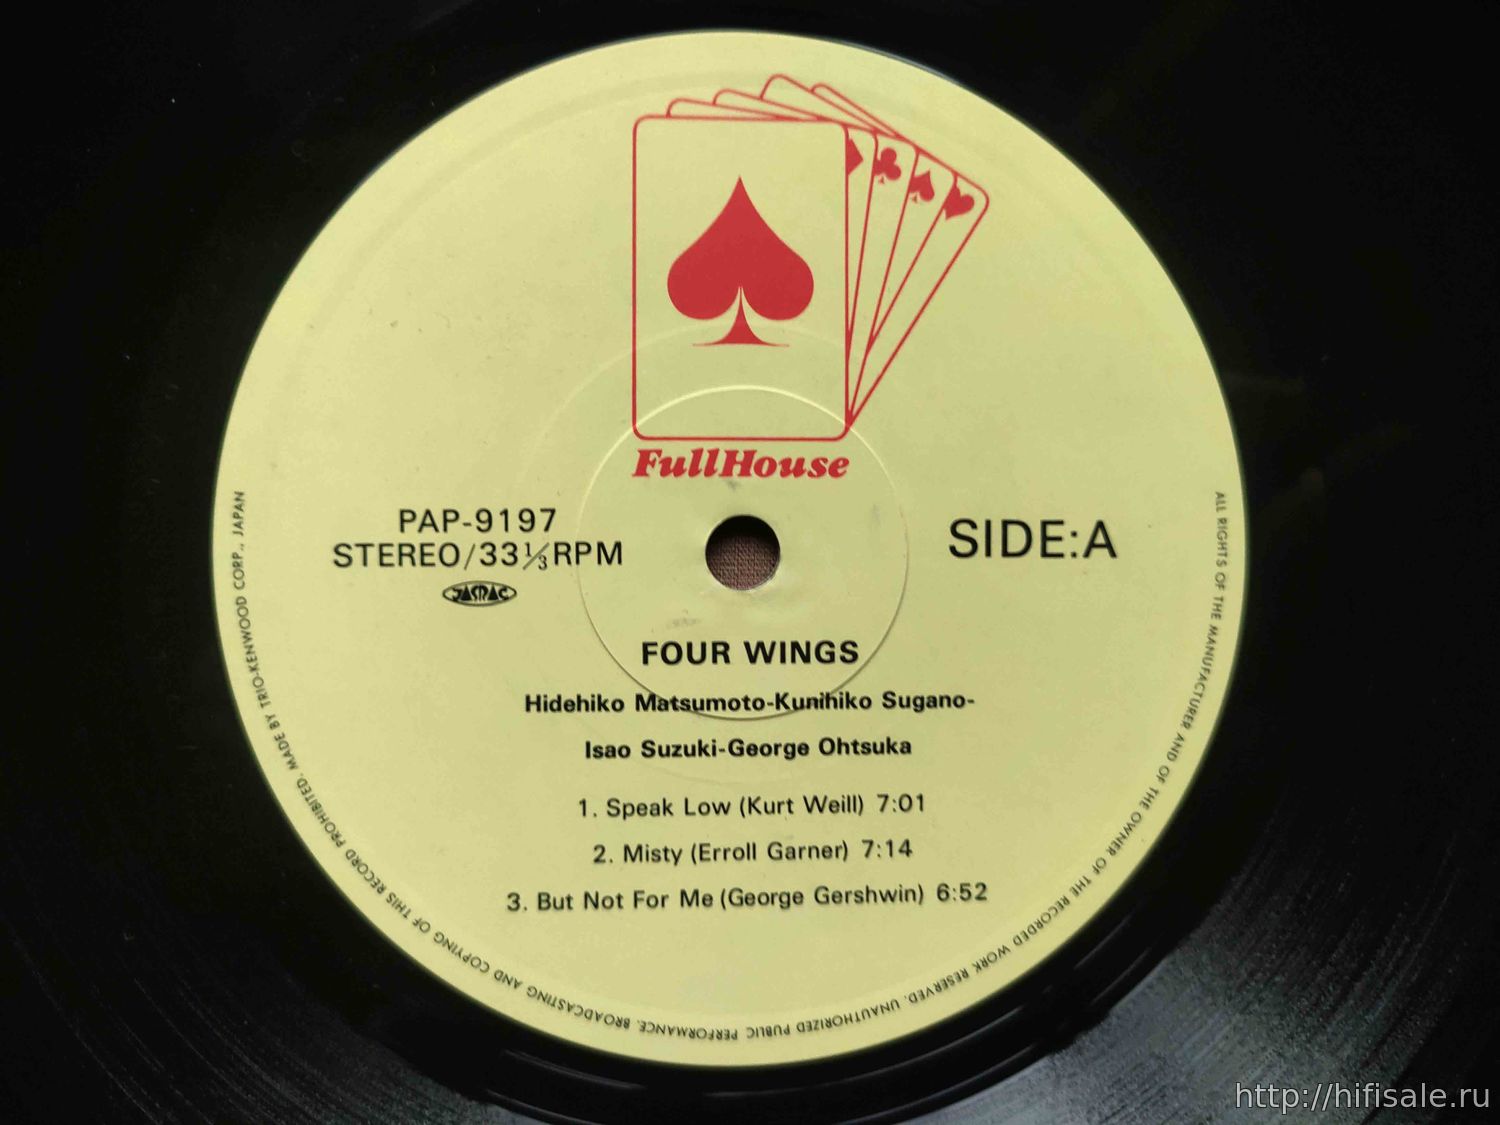 FullHouse
PAP-9197
STEREO/33⅓RPM
JASRAC
SIDE:A
FOUR WINGS
Hidehiko Matsumoto-Kunihiko Sugano-
Isao Suzuki-George Ohtsuka
1. Speak Low (Kurt Weill) 7:01
2. Misty (Erroll Garner) 7:14
3. But Not For Me (George Gershwin) 6:52
ALL RIGHTS OF THE MANUFACTURER AND OF THE OWNER OF THE RECORDED WORK RESERVED. UNAUTHORIZED PUBLIC PERFORMANCE, BROADCASTING AND COPYING OF THIS RECORD PROHIBITED. MADE BY TRIO-KENWOOD CORP., JAPAN
http://hifisale.ru